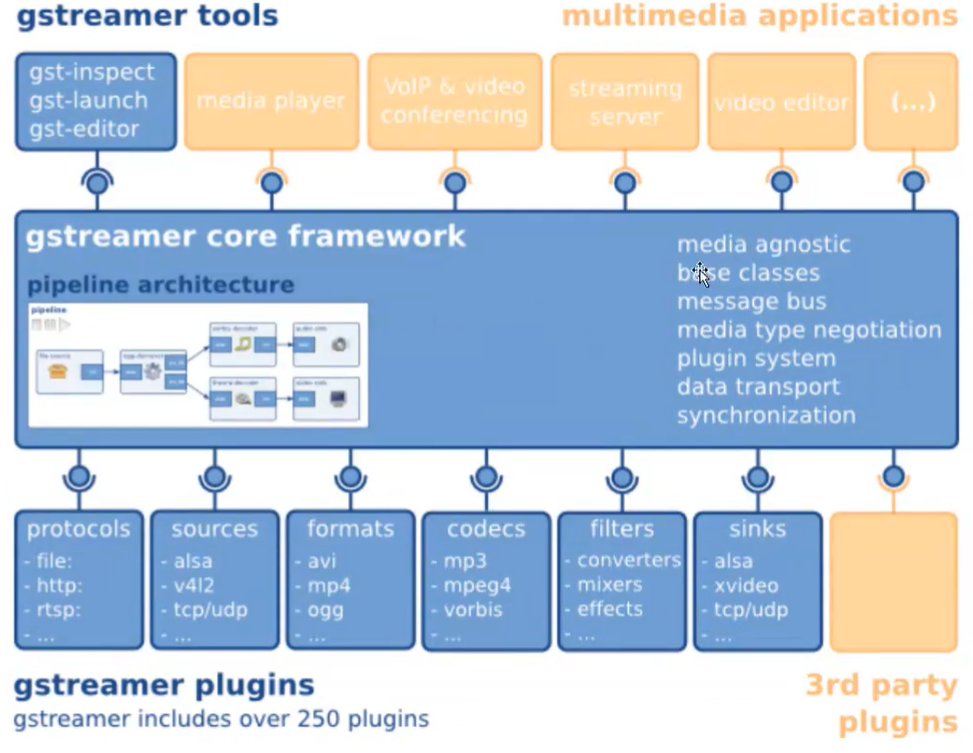 gstreamer tools
multimedia applications
gst-inspect
gst-launch
gst-editor
media player
VoIP & video
conferencing
streaming
server
video editor
(...)
gstreamer core framework
media agnostic
base classes
message bus
media type negotiation
plugin system
data transport
synchronization
pipeline architecture
pipeline
protocols
- file:
- http:
- rtsp:
- ...
sources
- alsa
- v4l2
- tcp/udp
- ...
formats
- avi
- mp4
- ogg
- ...
codecs
- mp3
- mpeg4
- vorbis
- ...
filters
- converters
- mixers
- effects
- ...
sinks
- alsa
- xvideo
- tcp/udp
- ...
gstreamer plugins
gstreamer includes over 250 plugins
3rd party
plugins